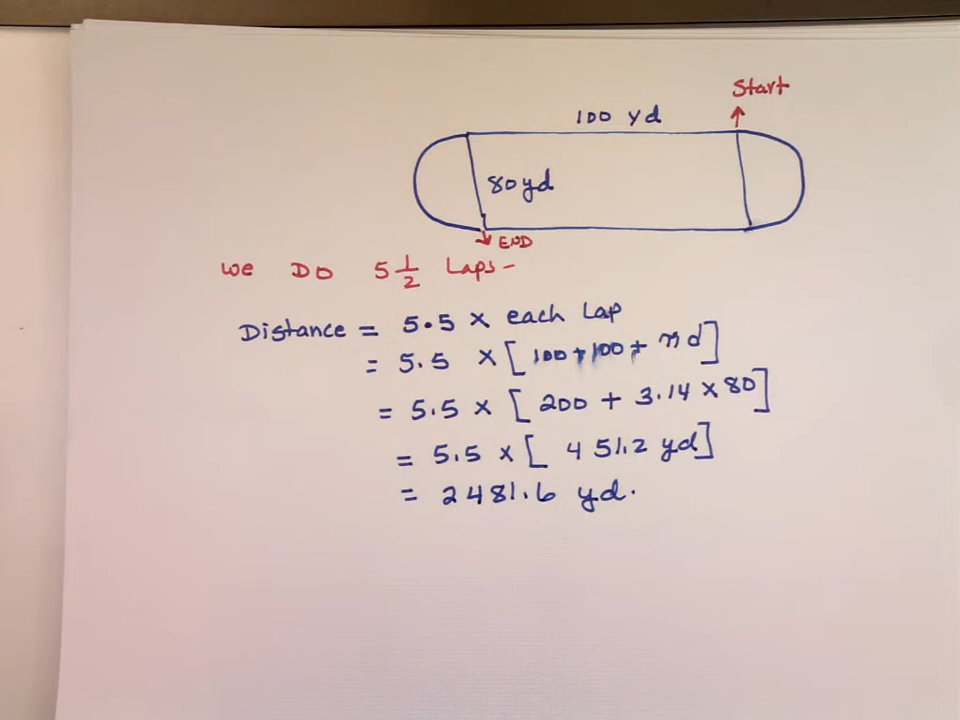 Start
100 yd
80yd
END
We DO 5 1/2 Laps-
Distance = 5.5 × each Lap
= 5.5 × [100+100+ πd]
= 5.5 × [200 + 3.14 × 80]
= 5.5 × [451.2 yd]
= 2481.6 yd.